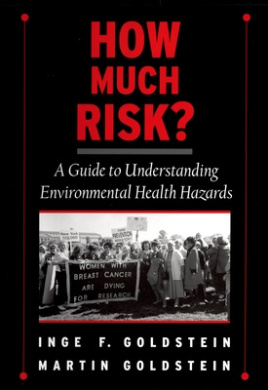 HOW
MUCH
RISK?
A Guide to Understanding
Environmental Health Hazards
PREVENTION
WOMEN WITH
BREAST CANCER
ARE DYING
FOR RESEARCH
INGE F. GOLDSTEIN
MARTIN GOLDSTEIN